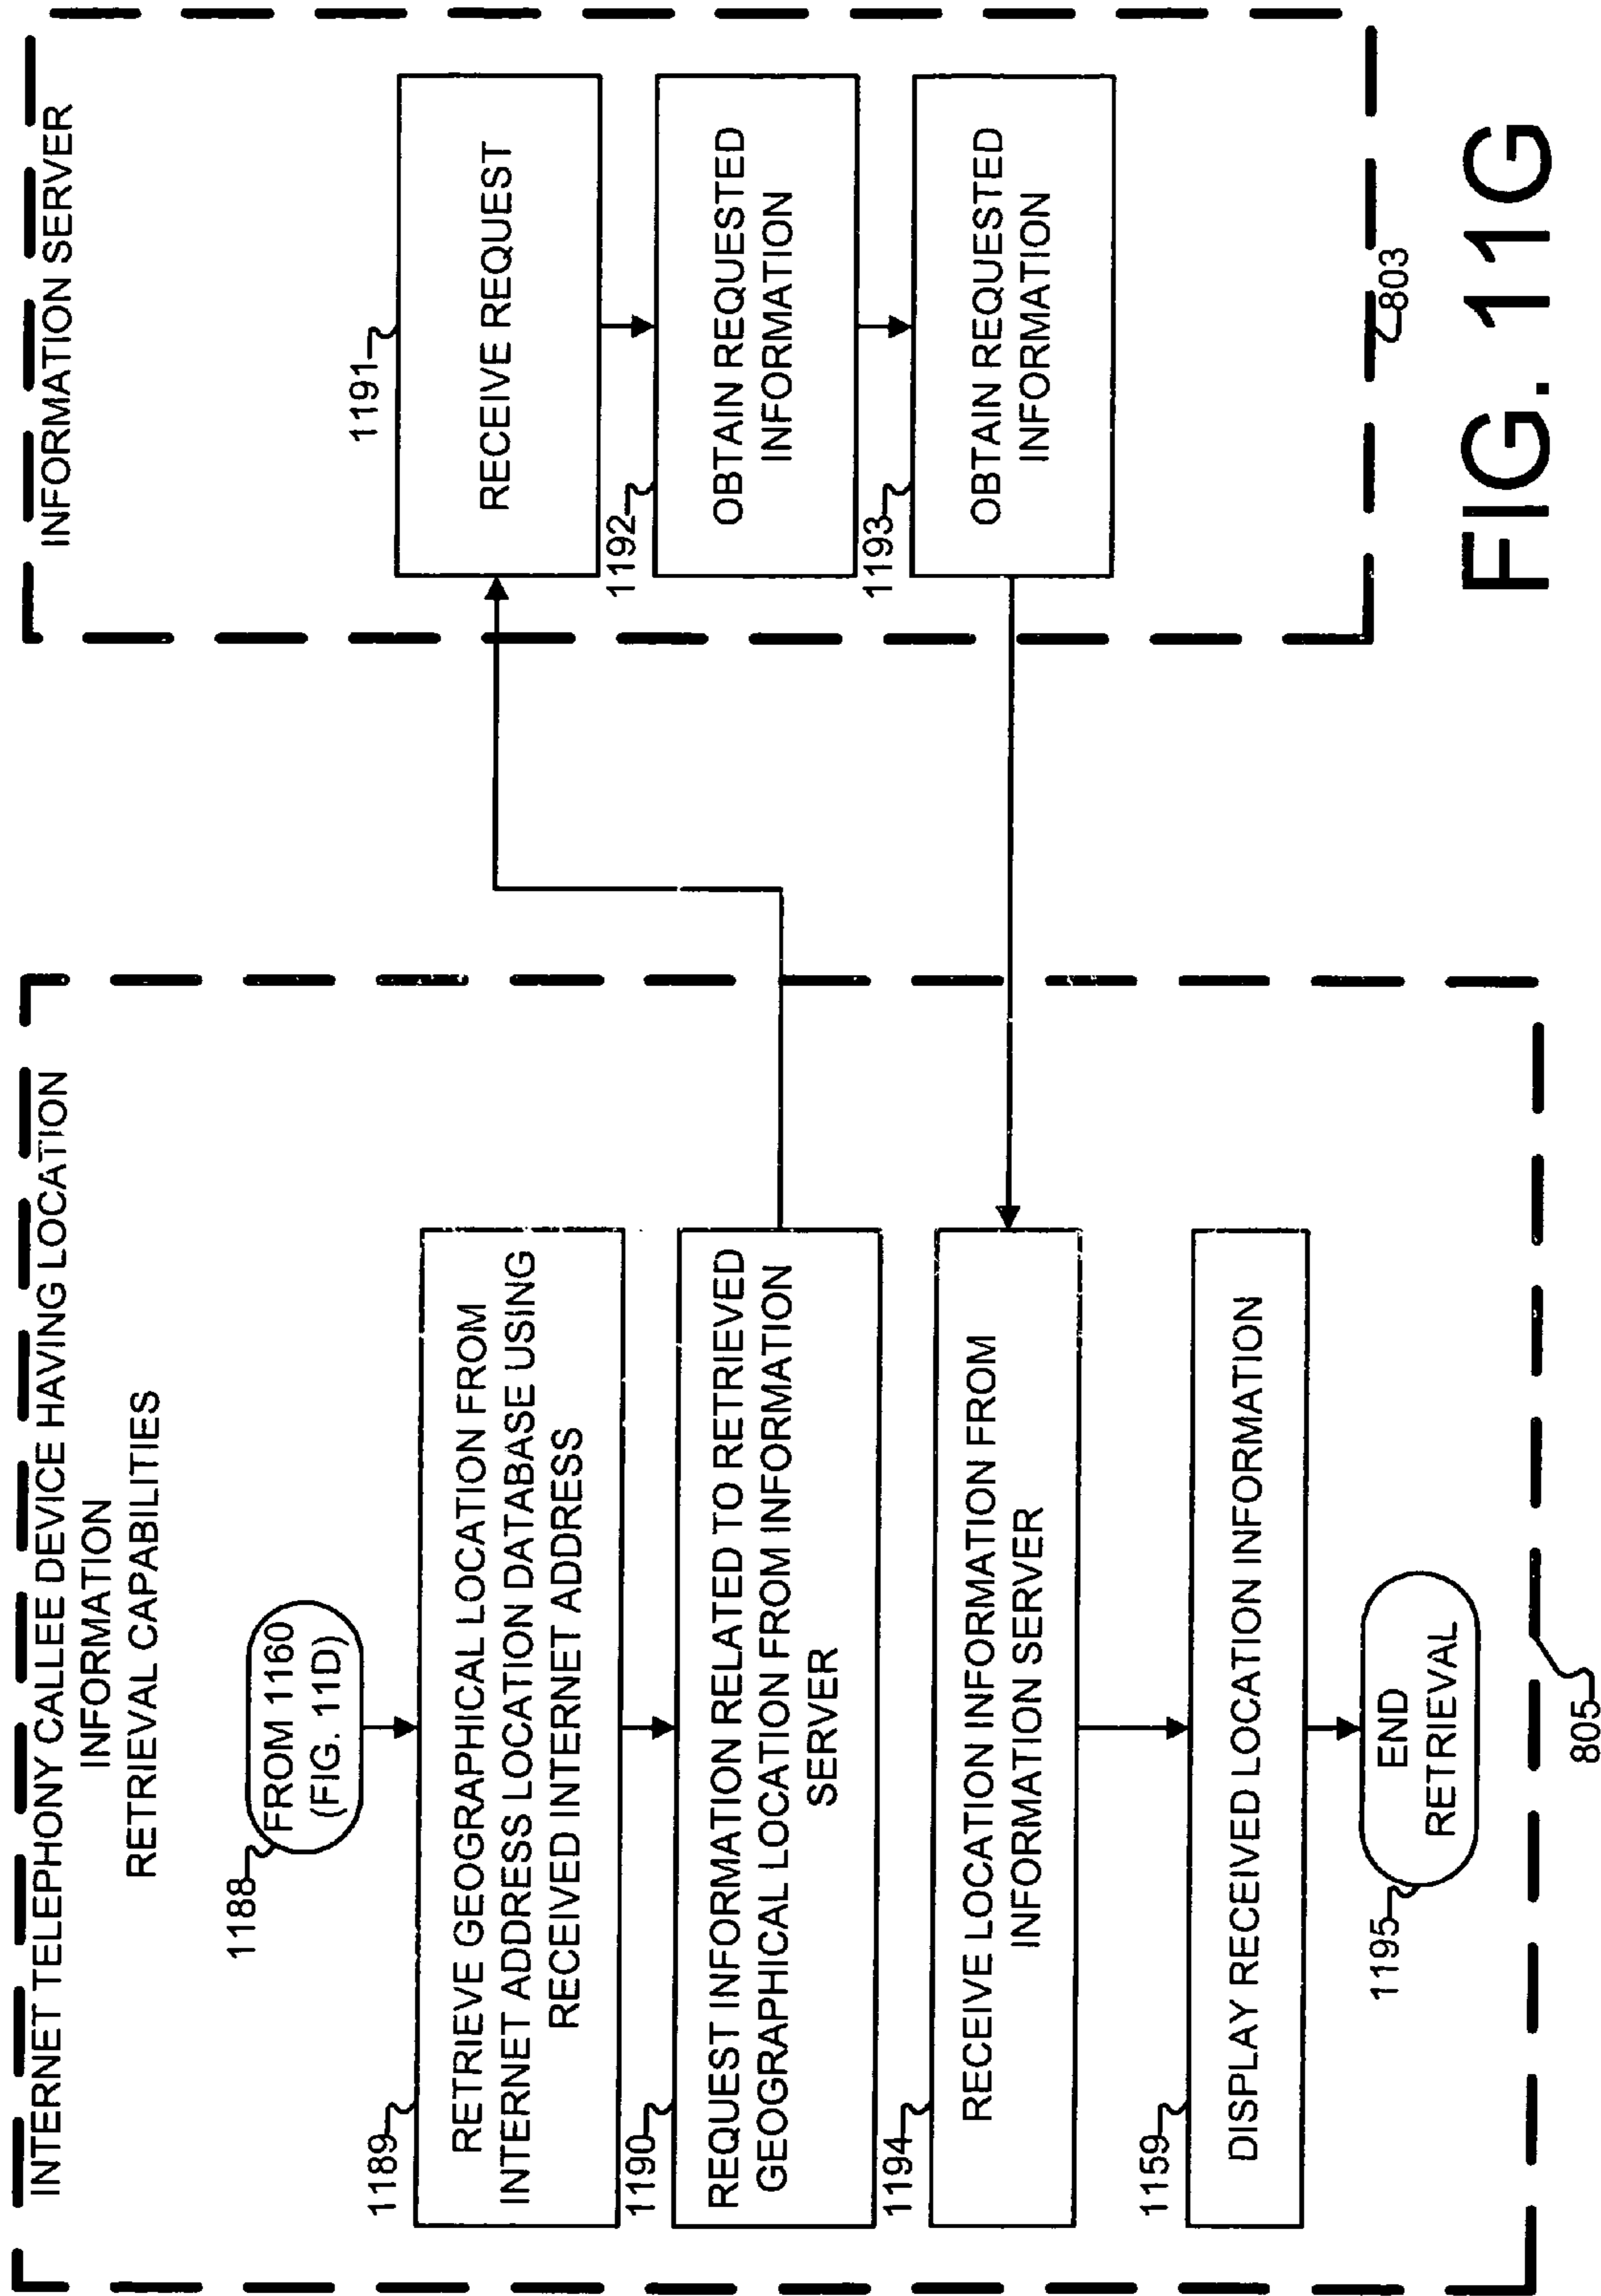 INTERNET TELEPHONY CALLEE DEVICE HAVING LOCATION
INFORMATION
RETRIEVAL CAPABILITIES
1188
FROM 1160
(FIG. 11D)
1189
RETRIEVE GEOGRAPHICAL LOCATION FROM
INTERNET ADDRESS LOCATION DATABASE USING
RECEIVED INTERNET ADDRESS
1190
REQUEST INFORMATION RELATED TO RETRIEVED
GEOGRAPHICAL LOCATION FROM INFORMATION
SERVER
1194
RECEIVE LOCATION INFORMATION FROM
INFORMATION SERVER
1159
DISPLAY RECEIVED LOCATION INFORMATION
1195
END
RETRIEVAL
805
INFORMATION SERVER
1191
RECEIVE REQUEST
1192
OBTAIN REQUESTED
INFORMATION
1193
OBTAIN REQUESTED
INFORMATION
803
FIG. 11G